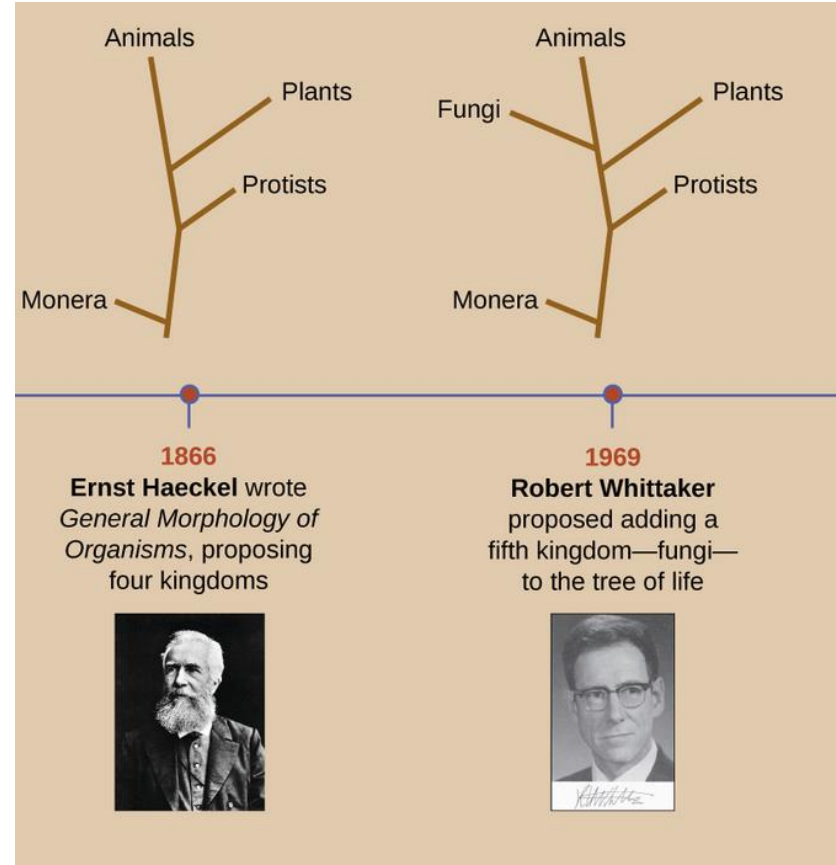 Animals
Plants
Protists
Monera
Animals
Fungi
Plants
Protists
Monera
1866
Ernst Haeckel wrote
General Morphology of
Organisms, proposing
four kingdoms
1969
Robert Whittaker
proposed adding a
fifth kingdom—fungi—
to the tree of life